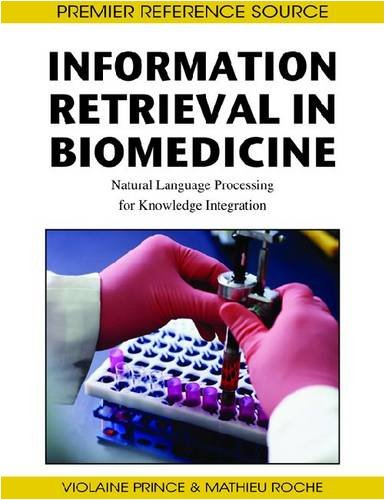 PREMIER REFERENCE SOURCE
INFORMATION
RETRIEVAL IN
BIOMEDICINE
Natural Language Processing
for Knowledge Integration
VIOLAINE PRINCE & MATHIEU ROCHE